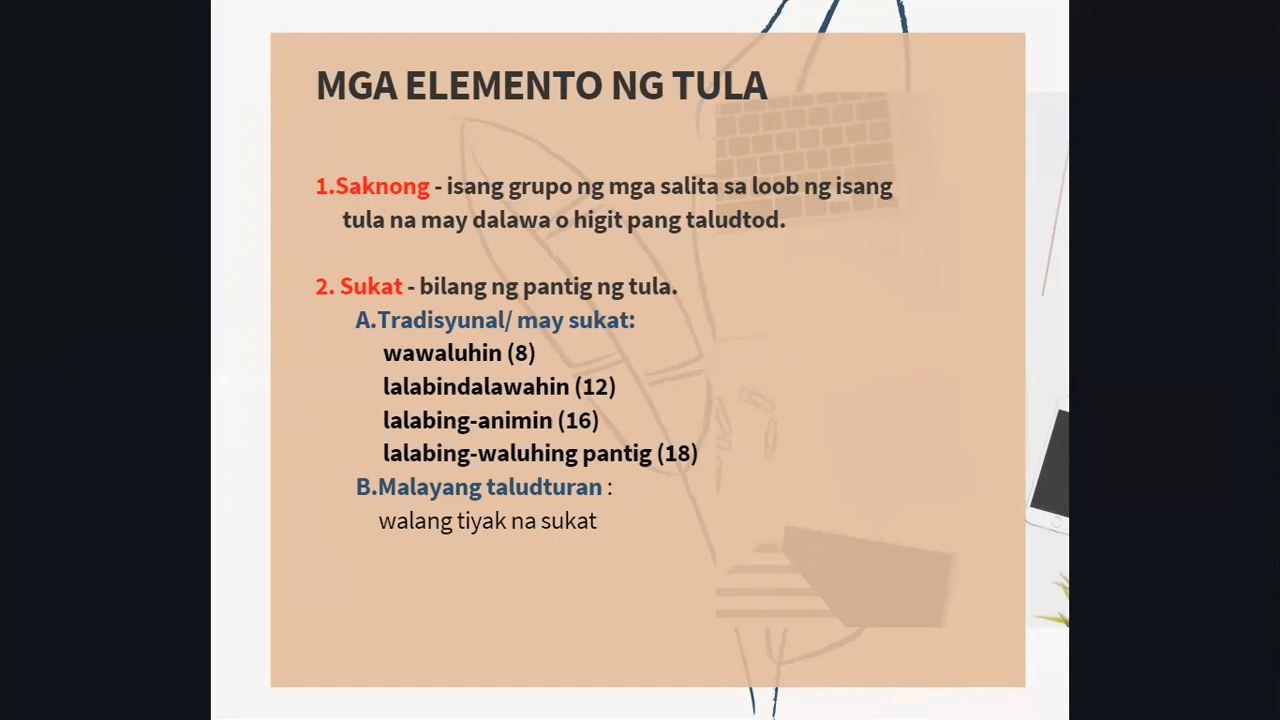 MGA ELEMENTO NG TULA
1.Saknong - isang grupo ng mga salita sa loob ng isang
tula na may dalawa o higit pang taludtod.
2. Sukat - bilang ng pantig ng tula.
A.Tradisyunal/ may sukat:
wawaluhin (8)
lalabindalawahin (12)
lalabing-animin (16)
lalabing-waluhing pantig (18)
B.Malayang taludturan :
walang tiyak na sukat